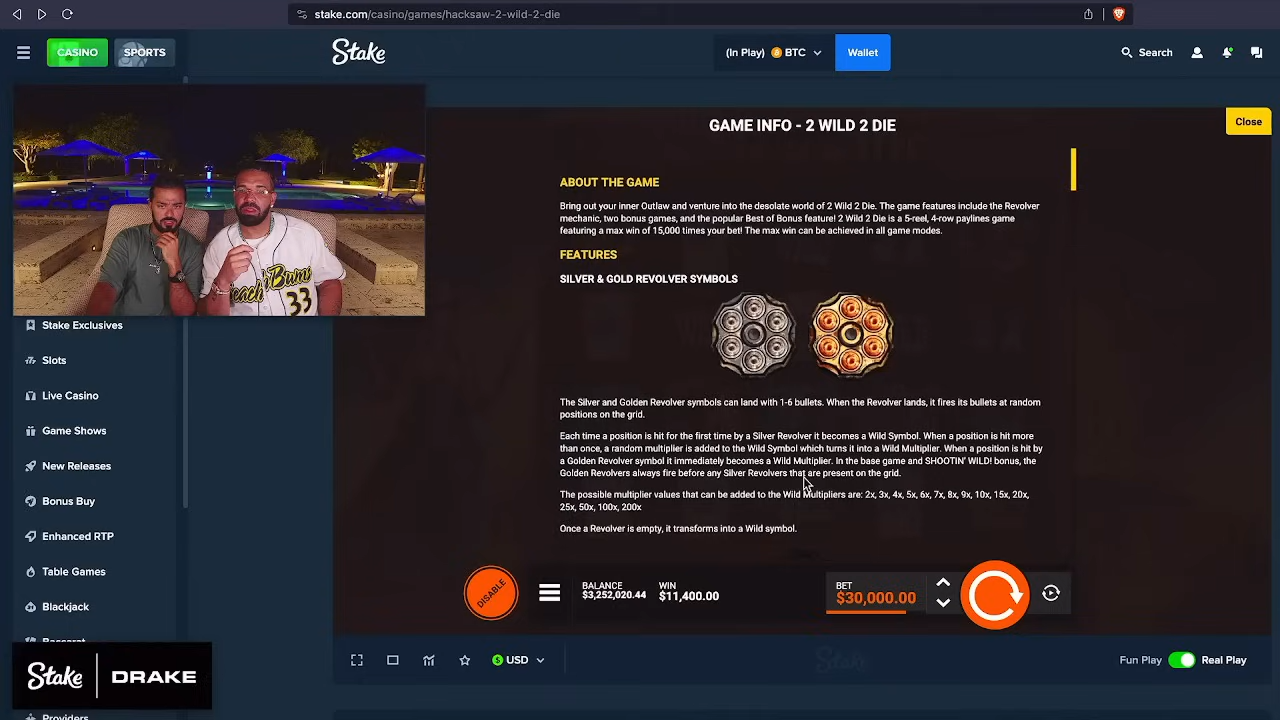 stake.com/casino/games/hacksaw-2-wild-2-die
CASINO
SPORTS
Stake
(In Play)
BTC
Wallet
Search
GAME INFO - 2 WILD 2 DIE
Close
ABOUT THE GAME
Bring out your inner Outlaw and venture into the desolate world of 2 Wild 2 Die. The game features include the Revolver
mechanic, two bonus games, and the popular Best of Bonus feature! 2 Wild 2 Die is a 5-reel, 4-row paylines game
featuring a max win of 15,000 times your bet! The max win can be achieved in all game modes.
FEATURES
SILVER & GOLD REVOLVER SYMBOLS
The Silver and Golden Revolver symbols can land with 1-6 bullets. When the Revolver lands, it fires its bullets at random
positions on the grid.
Each time a position is hit for the first time by a Silver Revolver it becomes a Wild Symbol. When a position is hit more
than once, a random multiplier is added to the Wild Symbol which turns it into a Wild Multiplier. When a position is hit by
a Golden Revolver symbol it immediately becomes a Wild Multiplier. In the base game and SHOOTIN' WILD! bonus, the
Golden Revolvers always fire before any Silver Revolvers that are present on the grid.
The possible multiplier values that can be added to the Wild Multipliers are: 2x, 3x, 4x, 5x, 6x, 7x, 8x, 9x, 10x, 15x, 20x,
25x, 50x, 100x, 200x
Once a Revolver is empty, it transforms into a Wild symbol.
33
Stake Exclusives
Slots
Live Casino
Game Shows
New Releases
Bonus Buy
Enhanced RTP
Table Games
Blackjack
Baccarat
Providers
DISABLE
BALANCE
$3,252,020.44
WIN
$11,400.00
BET
$30,000.00
USD
Stake
Fun Play
Real Play
Stake
DRAKE